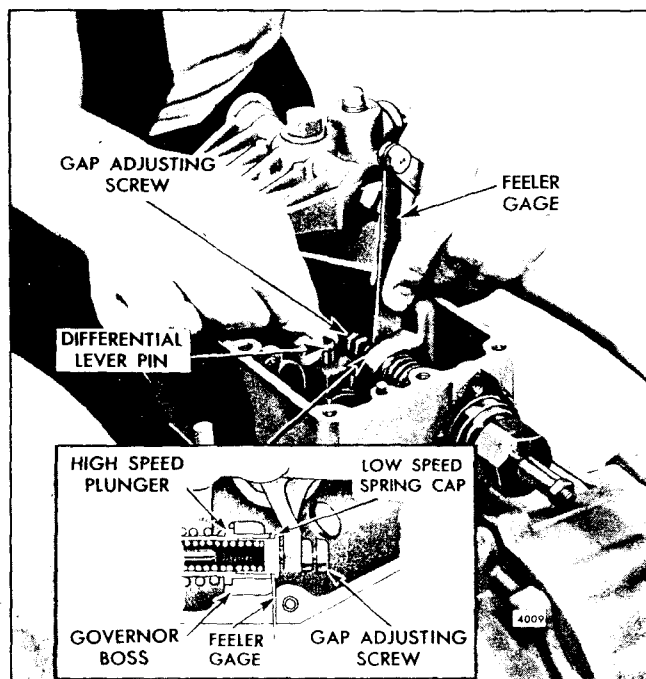 GAP ADJUSTING
SCREW
FEELER
GAGE
DIFFERENTIAL
LEVER PIN
HIGH SPEED
PLUNGER
LOW SPEED
SPRING CAP
GOVERNOR
BOSS
FEELER
GAGE
GAP ADJUSTING
SCREW
4009